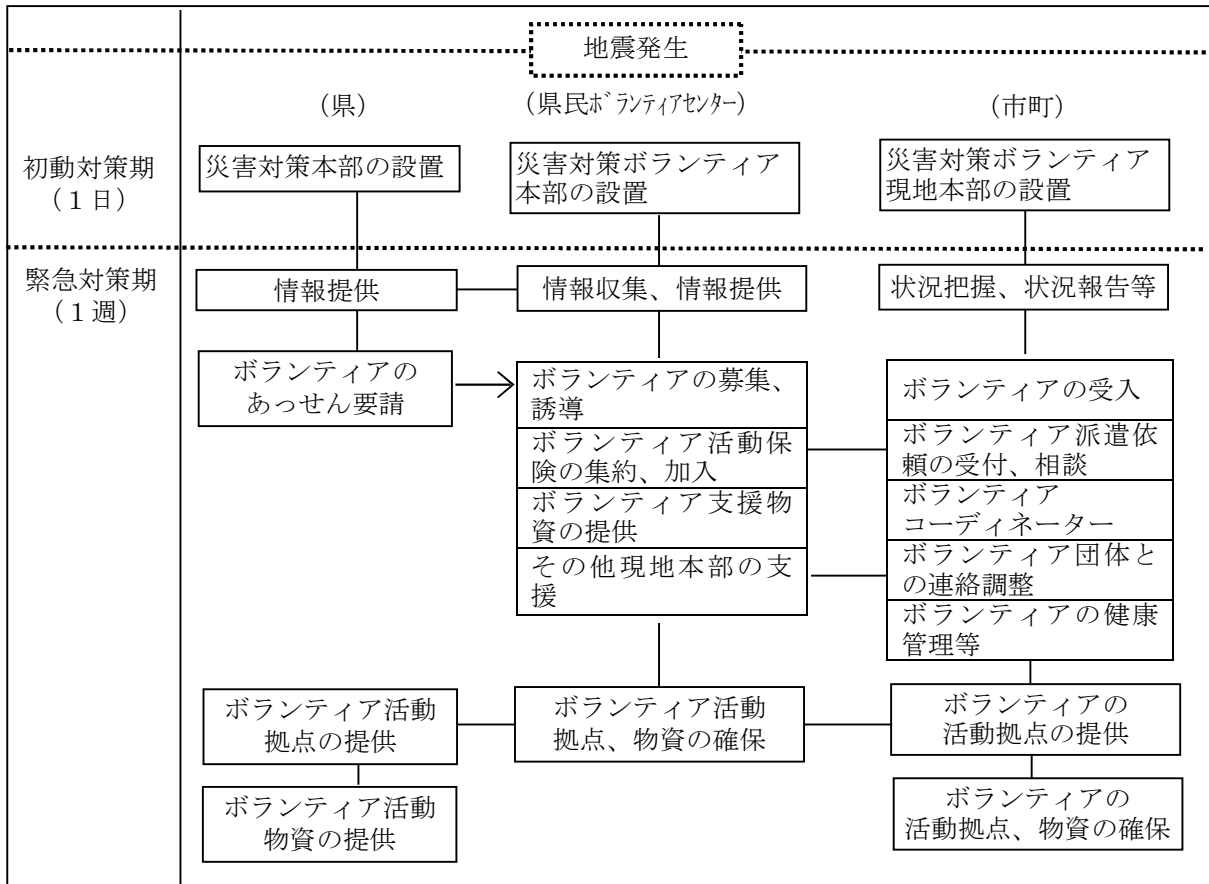 地震発生
（県）
（県民ﾎﾞﾗﾝﾃｨｱｾﾝﾀｰ）
（市町）
初動対策期
（１日）
災害対策本部の設置
災害対策ボランティア
本部の設置
災害対策ボランティア
現地本部の設置
緊急対策期
（１週）
情報提供
情報収集、情報提供
状況把握、状況報告等
ボランティアの
あっせん要請
ボランティアの募集、
誘導
ボランティア活動保
険の集約、加入
ボランティア支援物
資の提供
その他現地本部の支
援
ボランティアの受入
ボランティア派遣依
頼の受付、相談
ボランティア
コーディネーター
ボランティア団体と
の連絡調整
ボランティアの健康
管理等
ボランティア活動
拠点の提供
ボランティア活動
拠点、物資の確保
ボランティアの
活動拠点の提供
ボランティア活動
物資の提供
ボランティアの
活動拠点、物資の確保